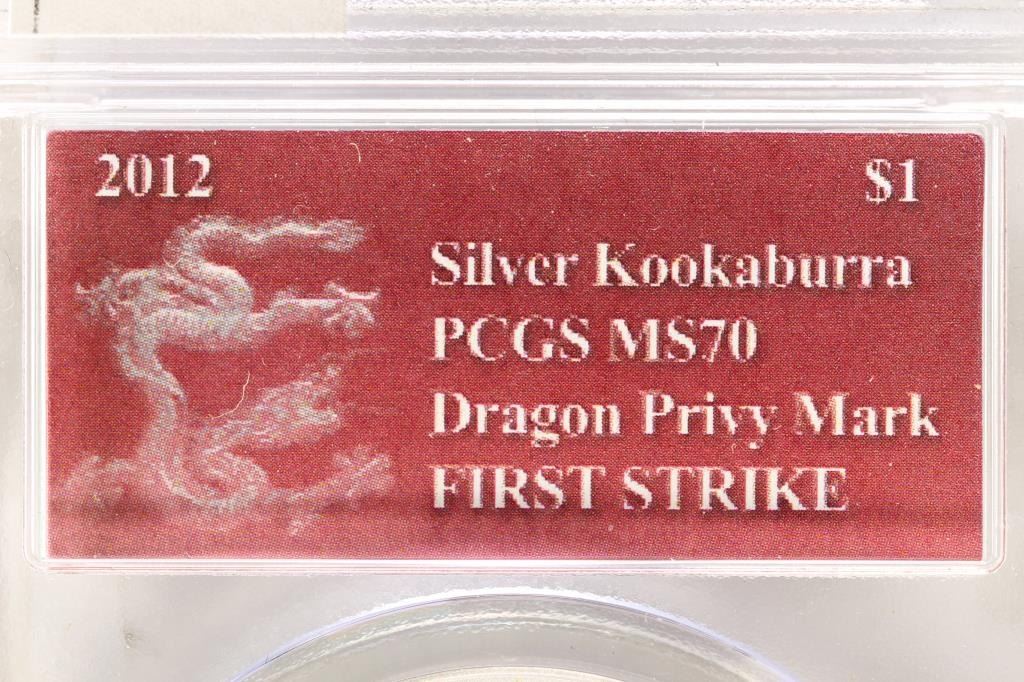 2012 $1
Silver Kookaburra
PCGS MS70
Dragon Privy Mark
FIRST STRIKE